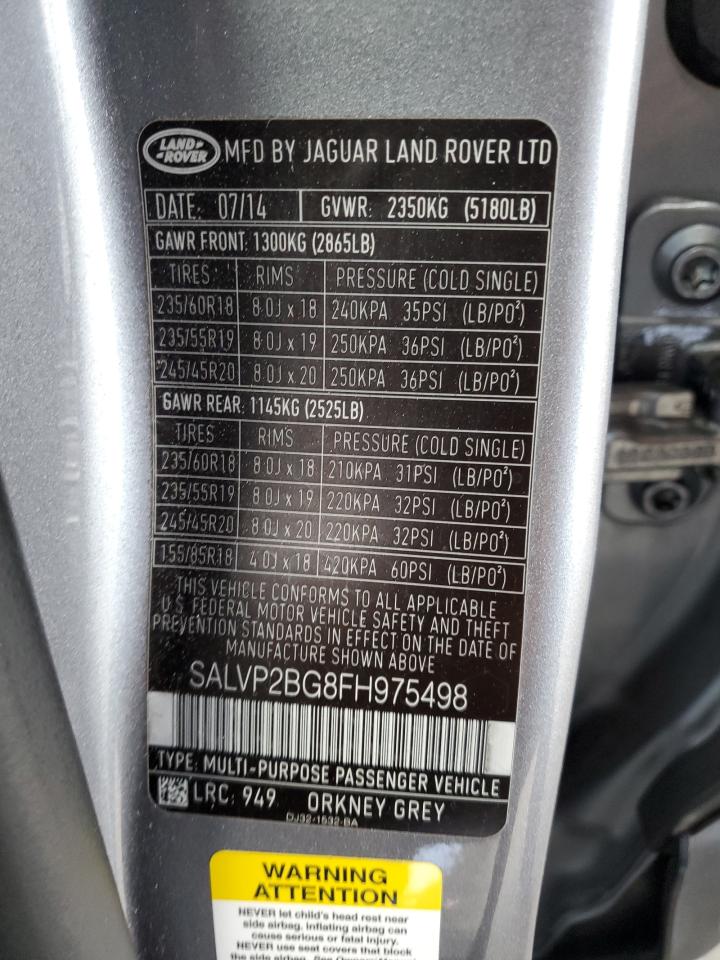 LAND-ROVER MFD BY JAGUAR LAND ROVER LTD
DATE: 07/14 GVWR: 2350KG (5180LB)
GAWR FRONT: 1300KG (2865LB)
TIRES RIMS PRESSURE (COLD SINGLE)
235/60R18 8.0J x 18 240KPA 35PSI (LB/PO²)
235/55R19 8.0J x 19 250KPA 36PSI (LB/PO²)
245/45R20 8.0J x 20 250KPA 36PSI (LB/PO²)
GAWR REAR: 1145KG (2525LB)
TIRES RIMS PRESSURE (COLD SINGLE)
235/60R18 8.0J x 18 210KPA 31PSI (LB/PO²)
235/55R19 8.0J x 19 220KPA 32PSI (LB/PO²)
245/45R20 8.0J x 20 220KPA 32PSI (LB/PO²)
155/85R18 4.0J x 18 420KPA 60PSI (LB/PO²)
THIS VEHICLE CONFORMS TO ALL APPLICABLE
U.S. FEDERAL MOTOR VEHICLE SAFETY AND THEFT
PREVENTION STANDARDS IN EFFECT ON THE DATE OF
MANUFACTURE SHOWN ABOVE
SALVP2BG8FH975498
TYPE: MULTI-PURPOSE PASSENGER VEHICLE
LRC: 949 ORKNEY GREY
DJ32-1532-BA
WARNING
ATTENTION
NEVER let child's head rest near
side airbag, inflating airbag can
cause serious or fatal injury.
NEVER use seat covers that block
the side airbags. See Owners